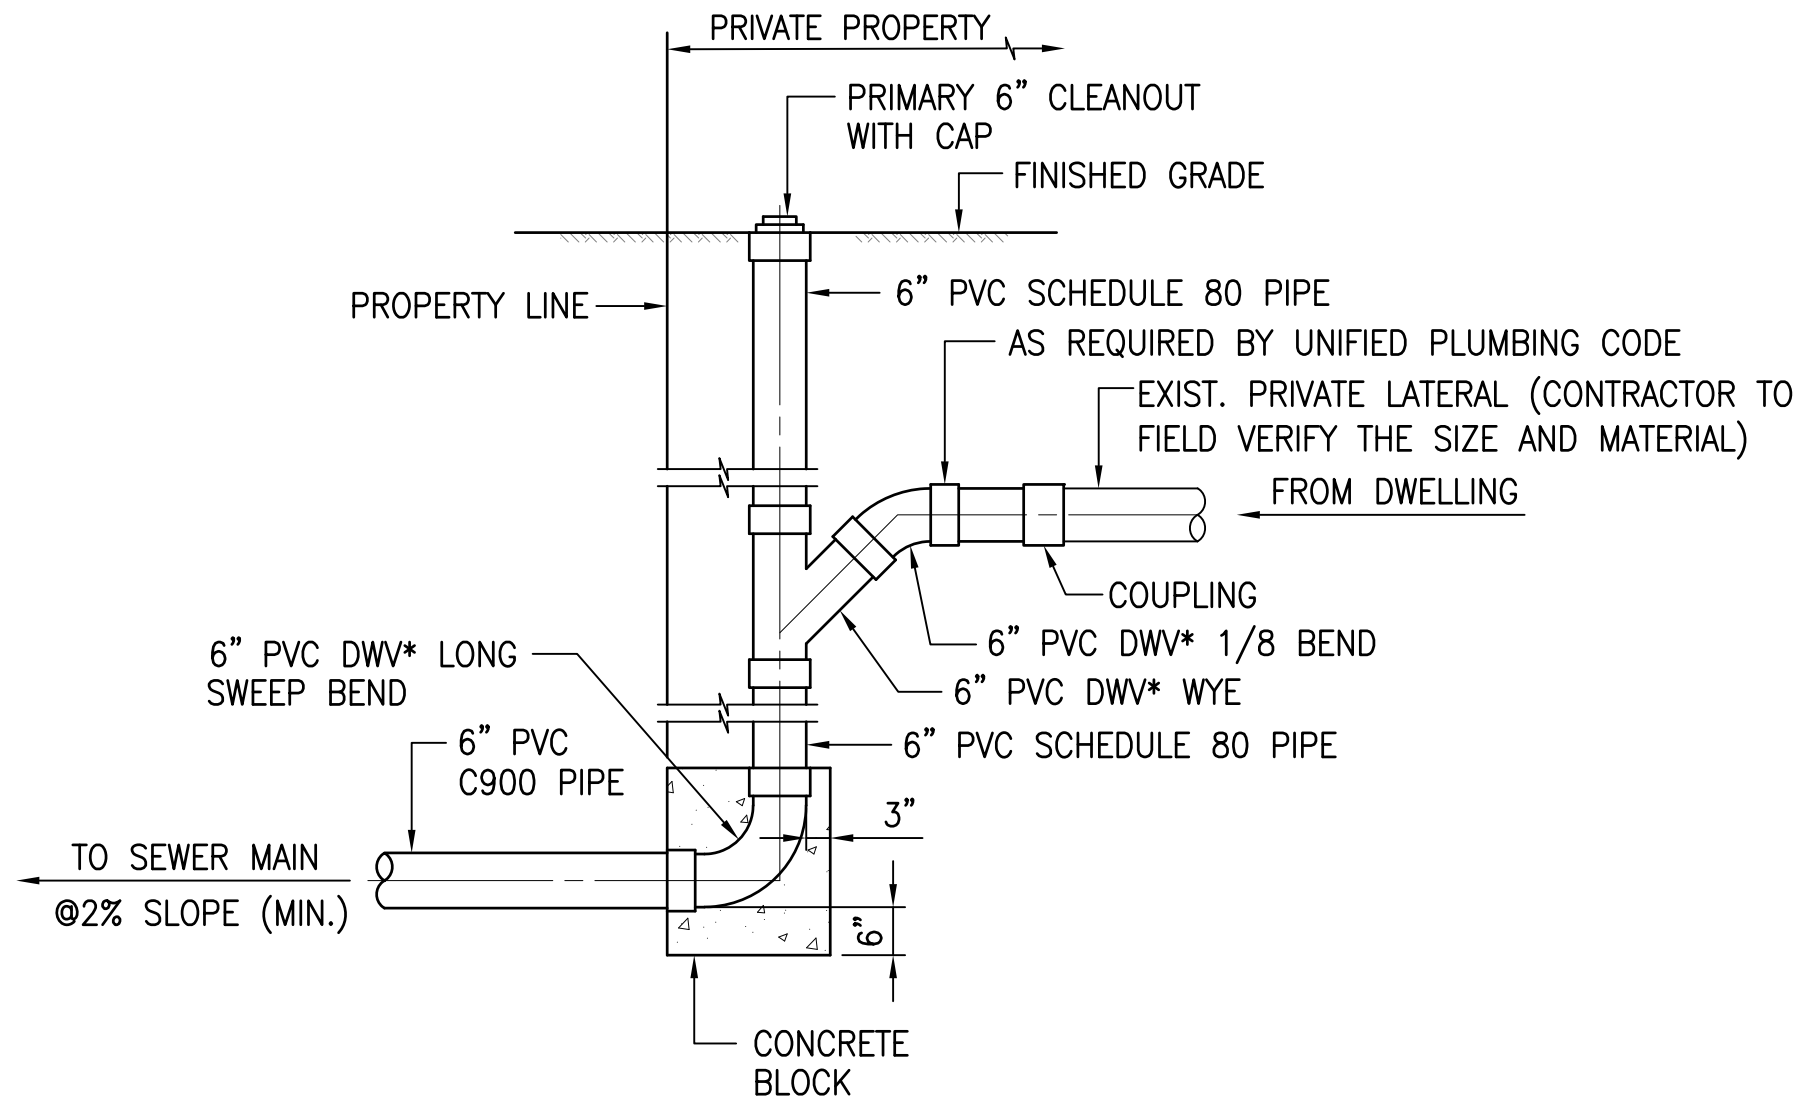 PRIVATE PROPERTY
PRIMARY 6" CLEANOUT
WITH CAP
FINISHED GRADE
6" PVC SCHEDULE 80 PIPE
PROPERTY LINE
AS REQUIRED BY UNIFIED PLUMBING CODE
EXIST. PRIVATE LATERAL (CONTRACTOR TO
FIELD VERIFY THE SIZE AND MATERIAL)
FROM DWELLING
COUPLING
6" PVC DWV* 1/8 BEND
6" PVC DWV* LONG
SWEEP BEND
6" PVC DWV* WYE
6" PVC
C900 PIPE
6" PVC SCHEDULE 80 PIPE
3"
TO SEWER MAIN
@2% SLOPE (MIN.)
6"
CONCRETE
BLOCK